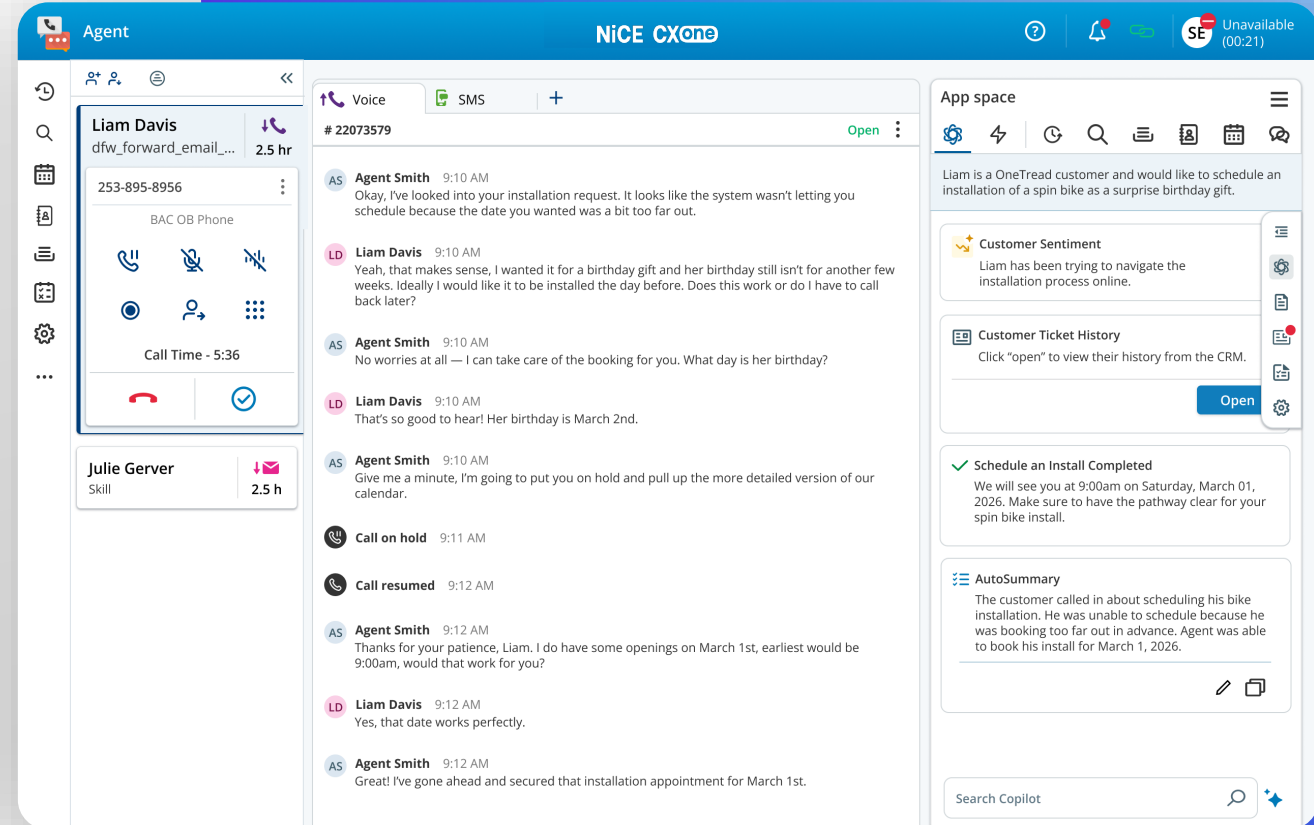 Agent
NiCE CXone
SE
Unavailable
(00:21)
Liam Davis
dfw_forward_email_...
2.5 hr
253-895-8956
BAC OB Phone
Call Time - 5:36
Julie Gerver
Skill
2.5 h
Voice
SMS
# 22073579
Open
AS
Agent Smith 9:10 AM
Okay, I've looked into your installation request. It looks like the system wasn't letting you
schedule because the date you wanted was a bit too far out.
LD
Liam Davis 9:10 AM
Yeah, that makes sense, I wanted it for a birthday gift and her birthday still isn't for another few
weeks. Ideally I would like it to be installed the day before. Does this work or do I have to call
back later?
AS
Agent Smith 9:10 AM
No worries at all — I can take care of the booking for you. What day is her birthday?
LD
Liam Davis 9:10 AM
That's so good to hear! Her birthday is March 2nd.
AS
Agent Smith 9:10 AM
Give me a minute, I'm going to put you on hold and pull up the more detailed version of our
calendar.
Call on hold 9:11 AM
Call resumed 9:12 AM
AS
Agent Smith 9:12 AM
Thanks for your patience, Liam. I do have some openings on March 1st, earliest would be
9:00am, would that work for you?
LD
Liam Davis 9:12 AM
Yes, that date works perfectly.
AS
Agent Smith 9:12 AM
Great! I've gone ahead and secured that installation appointment for March 1st.
App space
Liam is a OneTread customer and would like to schedule an
installation of a spin bike as a surprise birthday gift.
Customer Sentiment
Liam has been trying to navigate the
installation process online.
Customer Ticket History
Click “open” to view their history from the CRM.
Open
Schedule an Install Completed
We will see you at 9:00am on Saturday, March 01,
2026. Make sure to have the pathway clear for your
spin bike install.
AutoSummary
The customer called in about scheduling his bike
installation. He was unable to schedule because he
was booking too far out in advance. Agent was able
to book his install for March 1, 2026.
Search Copilot